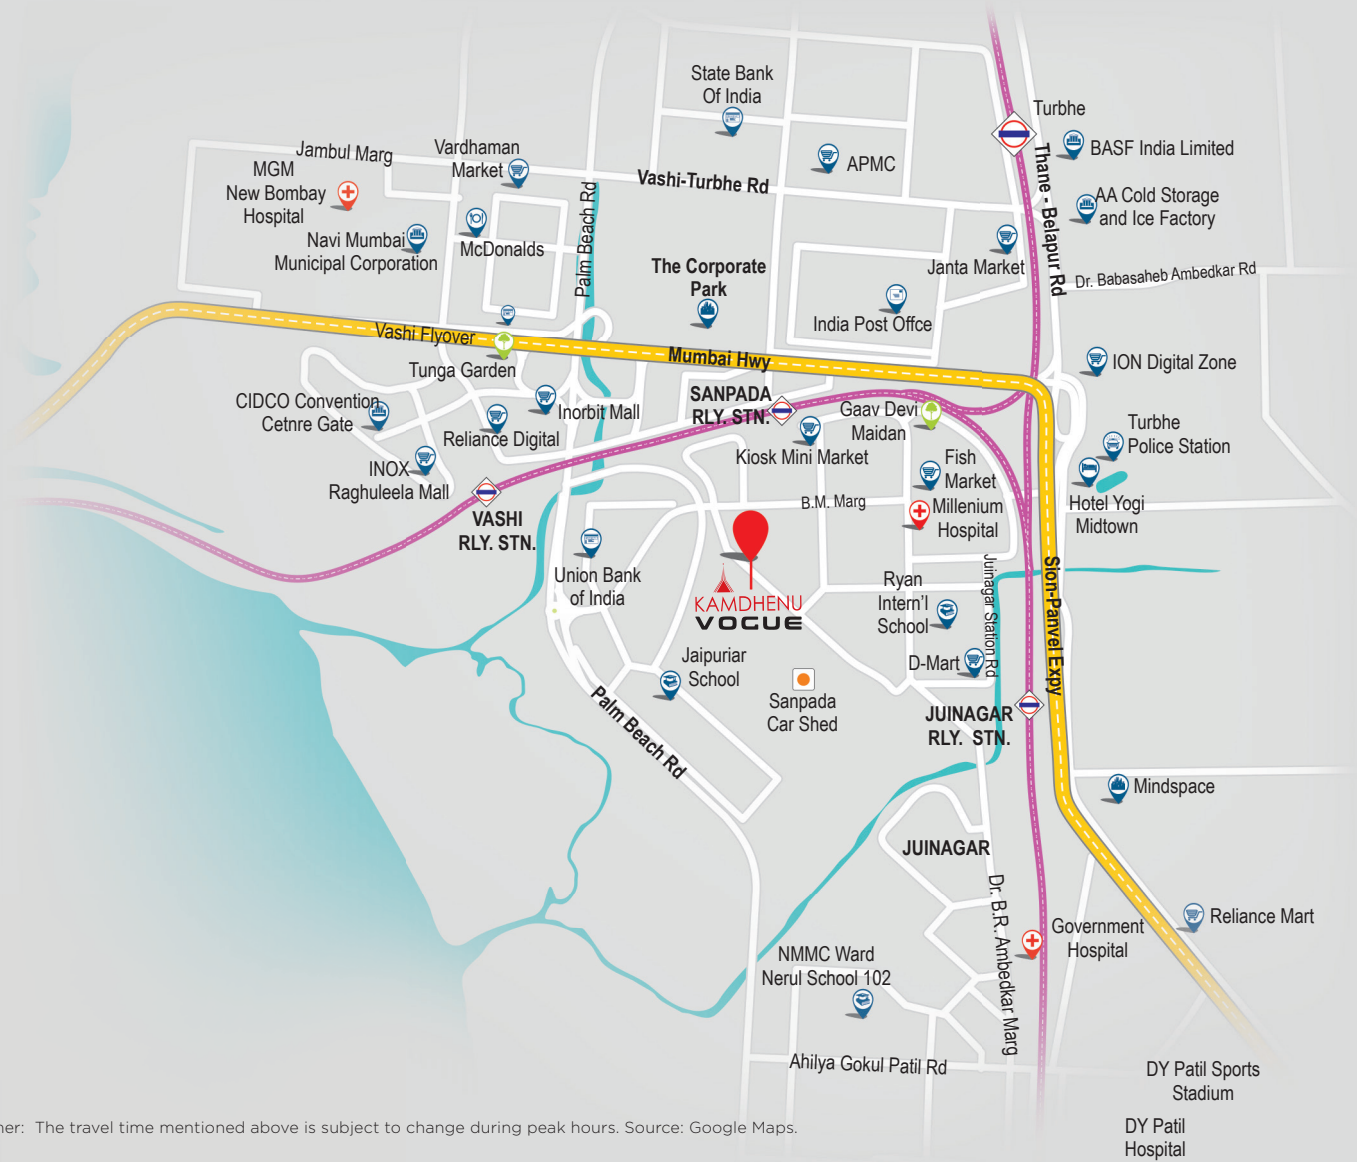 State Bank
Of India
Turbhe
BASF India Limited
Jambul Marg
Vardhaman
Market
APMC
MGM
New Bombay
Hospital
Vashi-Turbhe Rd
Palm Beach Rd
Thane - Belapur Rd
AA Cold Storage
and Ice Factory
Navi Mumbai
Municipal Corporation
McDonalds
The Corporate
Park
Janta Market
Dr. Babasaheb Ambedkar Rd
India Post Offce
Vashi Flyover
Mumbai Hwy
ION Digital Zone
Tunga Garden
SANPADA
RLY. STN.
CIDCO Convention
Cetnre Gate
Inorbit Mall
Reliance Digital
Gaav Devi
Maidan
Turbhe
Police Station
Kiosk Mini Market
INOX
Raghuleela Mall
Fish
Market
Hotel Yogi
Midtown
VASHI
RLY. STN.
B.M. Marg
Millenium
Hospital
Union Bank
of India
KAMDHENU
VOGUE
Ryan
Intern'l
School
Juinagar Station Rd
Sion-Panvel Expy
Jaipuriar
School
D-Mart
Sanpada
Car Shed
Palm Beach Rd
JUINAGAR
RLY. STN.
Mindspace
JUINAGAR
Dr. B.R. Ambedkar Marg
Reliance Mart
Government
Hospital
NMMC Ward
Nerul School 102
Ahilya Gokul Patil Rd
DY Patil Sports
Stadium
DY Patil
Hospital
ner: The travel time mentioned above is subject to change during peak hours. Source: Google Maps.